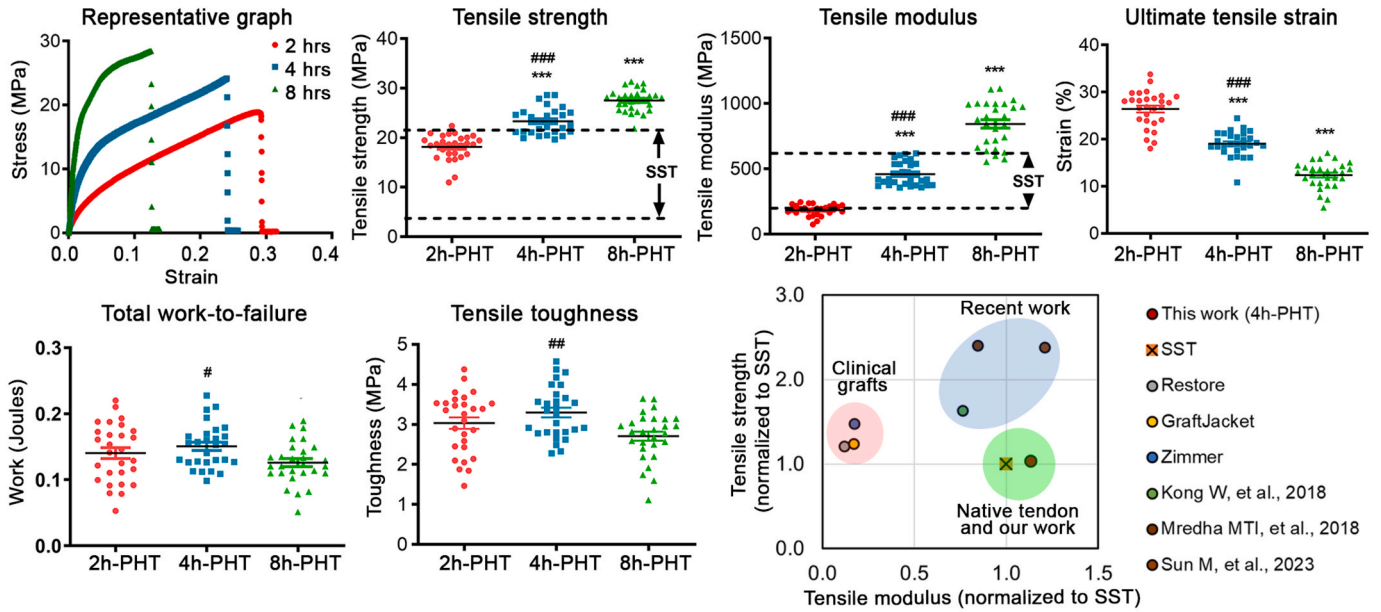 Representative graph
Stress (MPa)
30
20
10
0
0.0
0.1
0.2
0.3
0.4
Strain
2 hrs
4 hrs
8 hrs
Tensile strength
Tensile strength (MPa)
40
30
20
10
0
###
***
***
SST
2h-PHT
4h-PHT
8h-PHT
Tensile modulus
Tensile modulus (MPa)
1500
1000
500
0
###
***
***
SST
2h-PHT
4h-PHT
8h-PHT
Ultimate tensile strain
Strain (%)
40
30
20
10
0
###
***
***
2h-PHT
4h-PHT
8h-PHT
Total work-to-failure
Work (Joules)
0.3
0.2
0.1
0.0
#
2h-PHT
4h-PHT
8h-PHT
Tensile toughness
Toughness (MPa)
5
4
3
2
1
0
##
2h-PHT
4h-PHT
8h-PHT
Tensile strength
(normalized to SST)
3.0
2.0
1.0
0.0
0.0
0.5
1.0
1.5
Tensile modulus (normalized to SST)
Recent work
Clinical
grafts
Native tendon
and our work
This work (4h-PHT)
SST
Restore
GraftJacket
Zimmer
Kong W, et al., 2018
Mredha MTI, et al., 2018
Sun M, et al., 2023